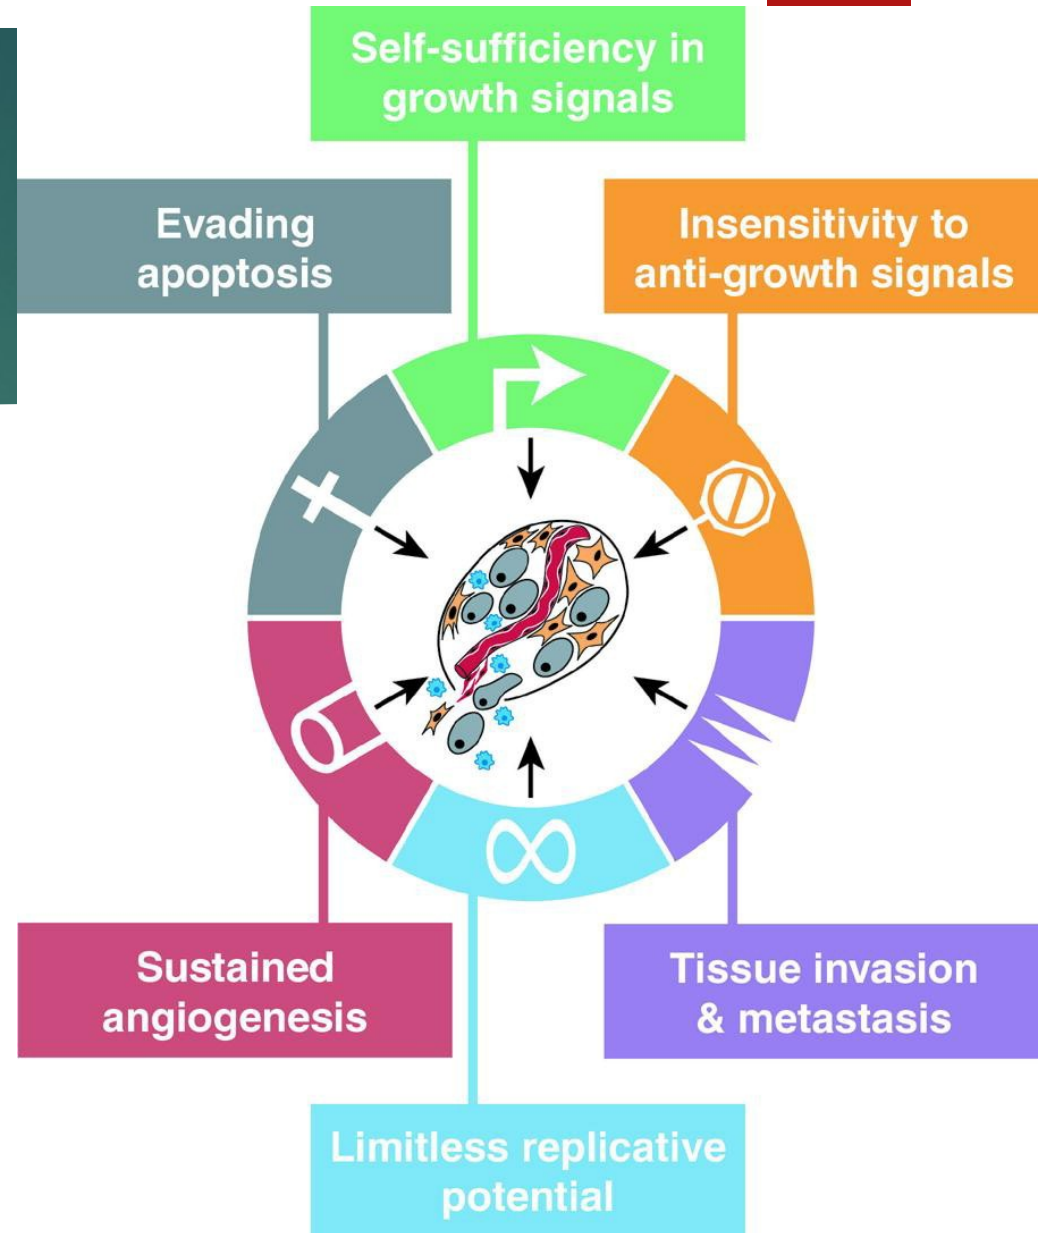 Self-sufficiency in
growth signals
Evading
apoptosis
Insensitivity to
anti-growth signals
Sustained
angiogenesis
Tissue invasion
& metastasis
Limitless replicative
potential